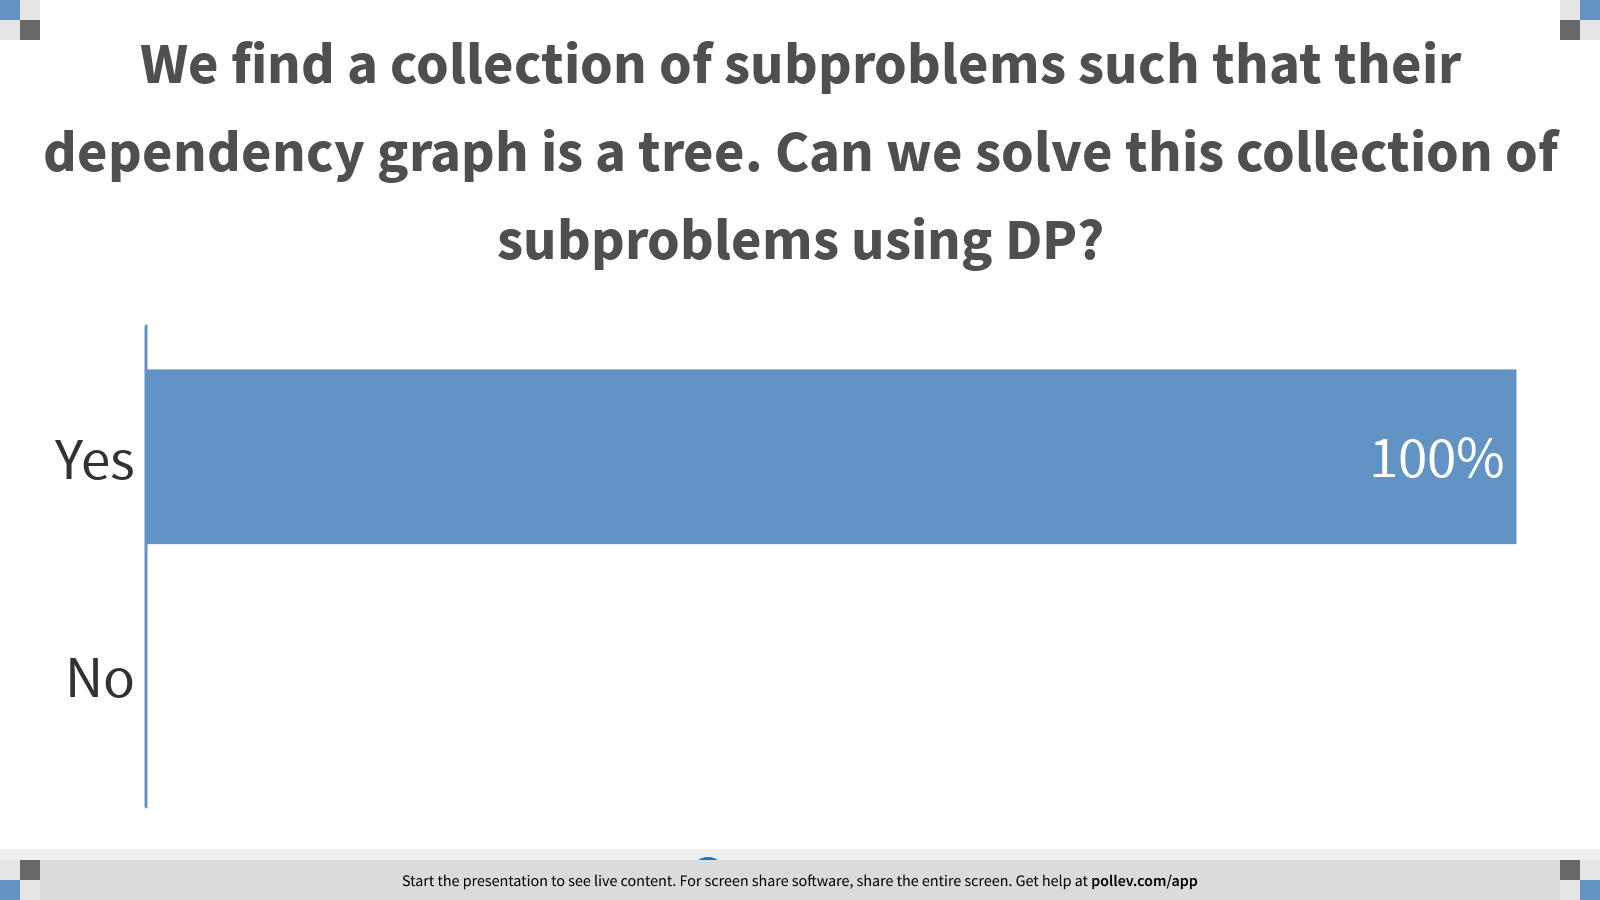 We find a collection of subproblems such that their
dependency graph is a tree. Can we solve this collection of
subproblems using DP?
Yes
100%
No
Start the presentation to see live content. For screen share software, share the entire screen. Get help at pollev.com/app